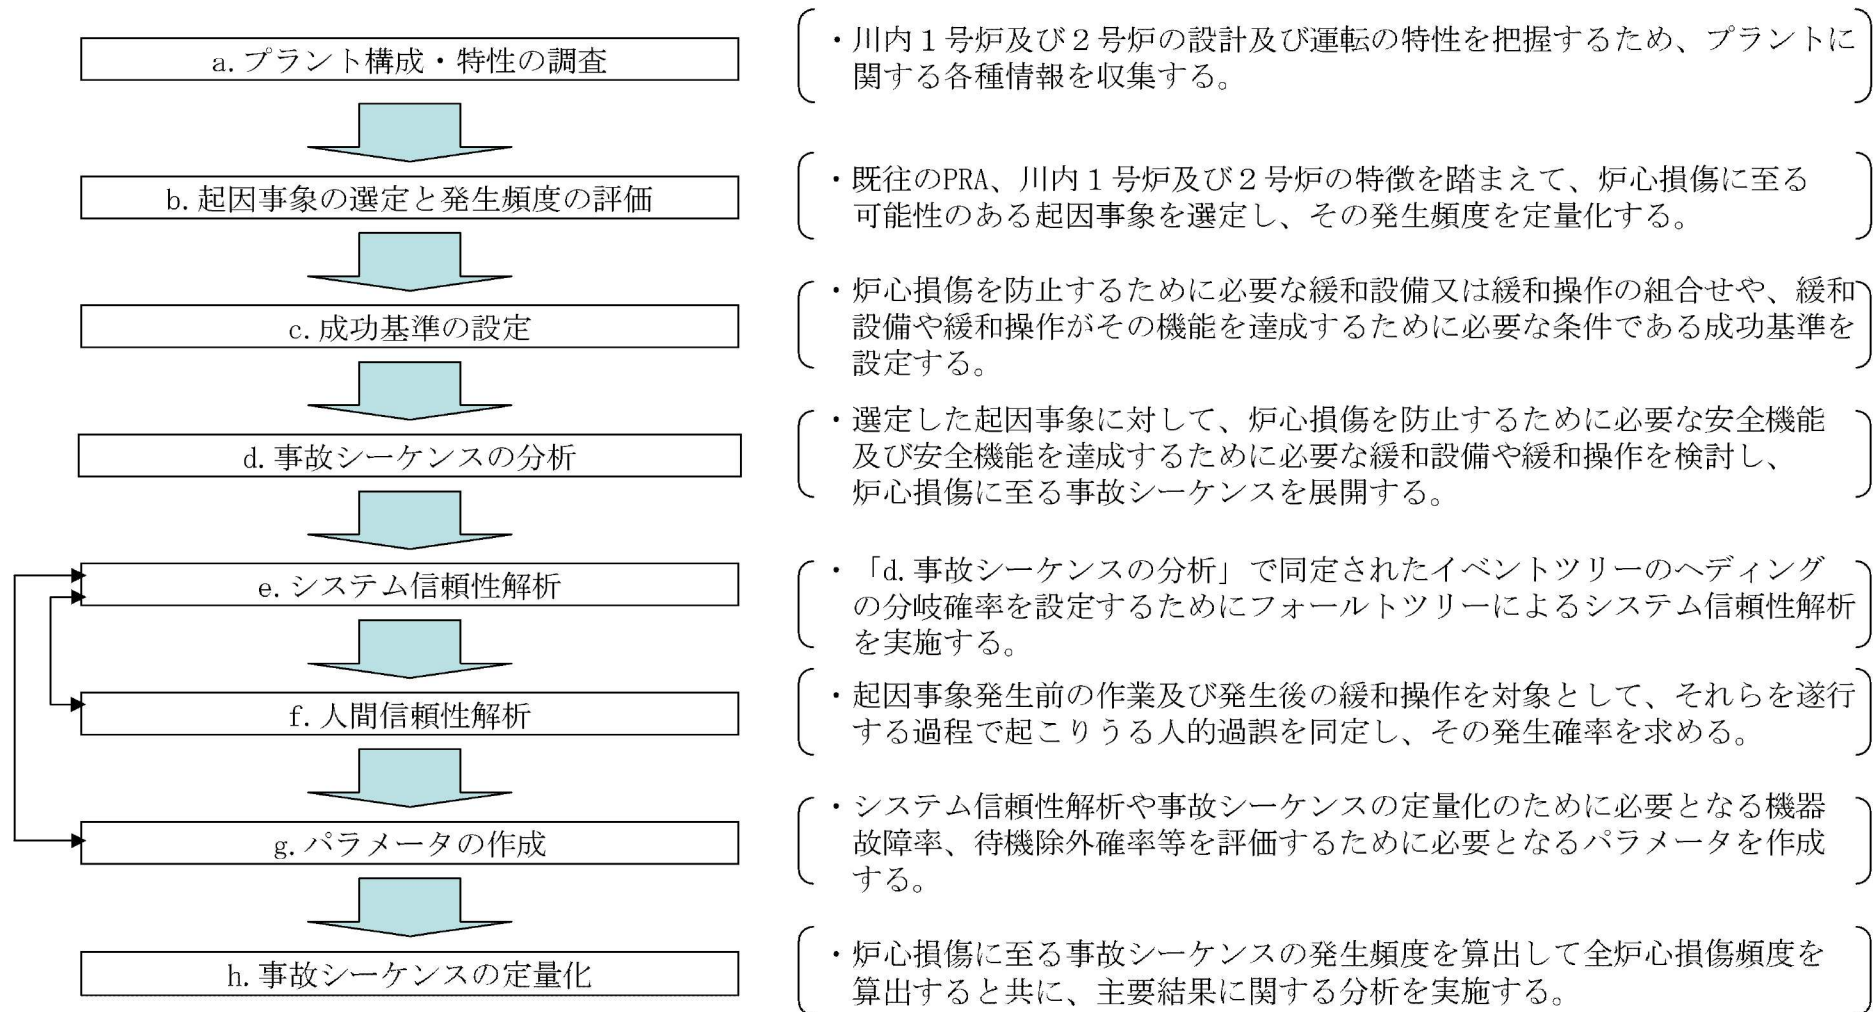 a.プラント構成・特性の調査
・川内１号炉及び２号炉の設計及び運転の特性を把握するため、プラントに
関する各種情報を収集する。
b.起因事象の選定と発生頻度の評価
・既往のPRA、川内１号炉及び２号炉の特徴を踏まえて、炉心損傷に至る
可能性のある起因事象を選定し、その発生頻度を定量化する。
c.成功基準の設定
・炉心損傷を防止するために必要な緩和設備又は緩和操作の組合せや、緩和
設備や緩和操作がその機能を達成するために必要な条件である成功基準を
設定する。
d.事故シーケンスの分析
・選定した起因事象に対して、炉心損傷を防止するために必要な安全機能
及び安全機能を達成するために必要な緩和設備や緩和操作を検討し、
炉心損傷に至る事故シーケンスを展開する。
e.システム信頼性解析
・「d.事故シーケンスの分析」で同定されたイベントツリーのヘディング
の分岐確率を設定するためにフォールトツリーによるシステム信頼性解析
を実施する。
f.人間信頼性解析
・起因事象発生前の作業及び発生後の緩和操作を対象として、それらを遂行
する過程で起こりうる人的過誤を同定し、その発生確率を求める。
g.パラメータの作成
・システム信頼性解析や事故シーケンスの定量化のために必要となる機器
故障率、待機除外確率等を評価するために必要となるパラメータを作成
する。
h.事故シーケンスの定量化
・炉心損傷に至る事故シーケンスの発生頻度を算出して全炉心損傷頻度を
算出すると共に、主要結果に関する分析を実施する。